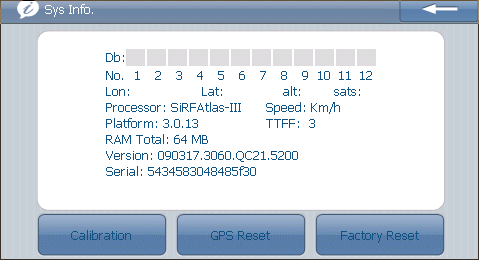 Sys Info.
Db:
No. 1 2 3 4 5 6 7 8 9 10 11 12
Lon: Lat: alt: sats:
Processor: SiRFAtlas-III Speed: Km/h
Platform: 3.0.13 TTFF: 3
RAM Total: 64 MB
Version: 090317.3060.QC21.5200
Serial: 5434583048485f30
Calibration GPS Reset Factory Reset